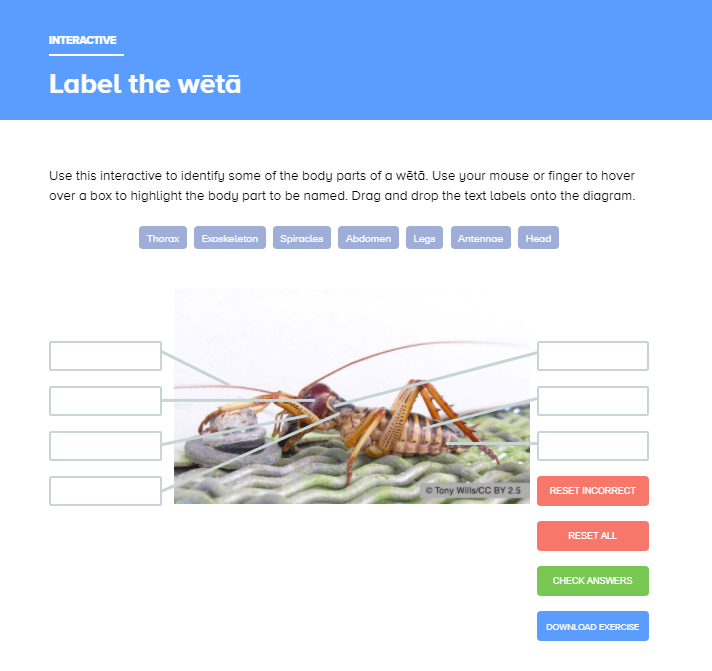 INTERACTIVE
Label the wētā
Use this interactive to identify some of the body parts of a wētā. Use your mouse or finger to hover
over a box to highlight the body part to be named. Drag and drop the text labels onto the diagram.
Thorax Exoskeleton Spiracles Abdomen Legs Antennae Head
© Tony Wills/CC BY 2.5
RESET INCORRECT
RESET ALL
CHECK ANSWERS
DOWNLOAD EXERCISE